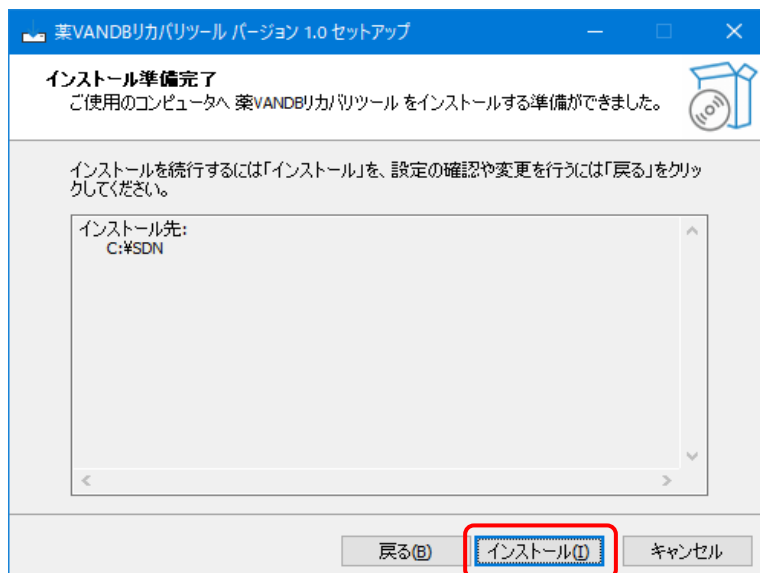 薬VANDBリカバリツール バージョン 1.0 セットアップ
インストール準備完了
ご使用のコンピュータへ 薬VANDBリカバリツール をインストールする準備ができました。
インストールを続行するには「インストール」を、設定の確認や変更を行うには「戻る」をクリッ
クしてください。
インストール先:
C:¥SDN
戻る(B)
インストール(I)
キャンセル